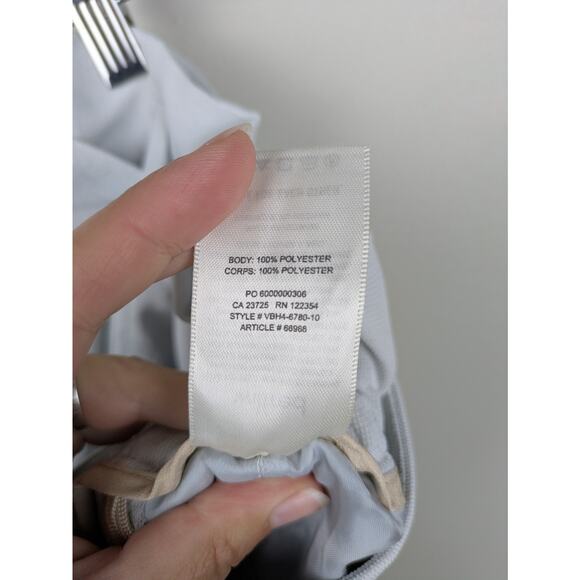 BODY: 100% POLYESTER
CORPS: 100% POLYESTER
PO 6000000306
CA 23725 RN 122354
STYLE # VBH4-6780-10
ARTICLE # 66966